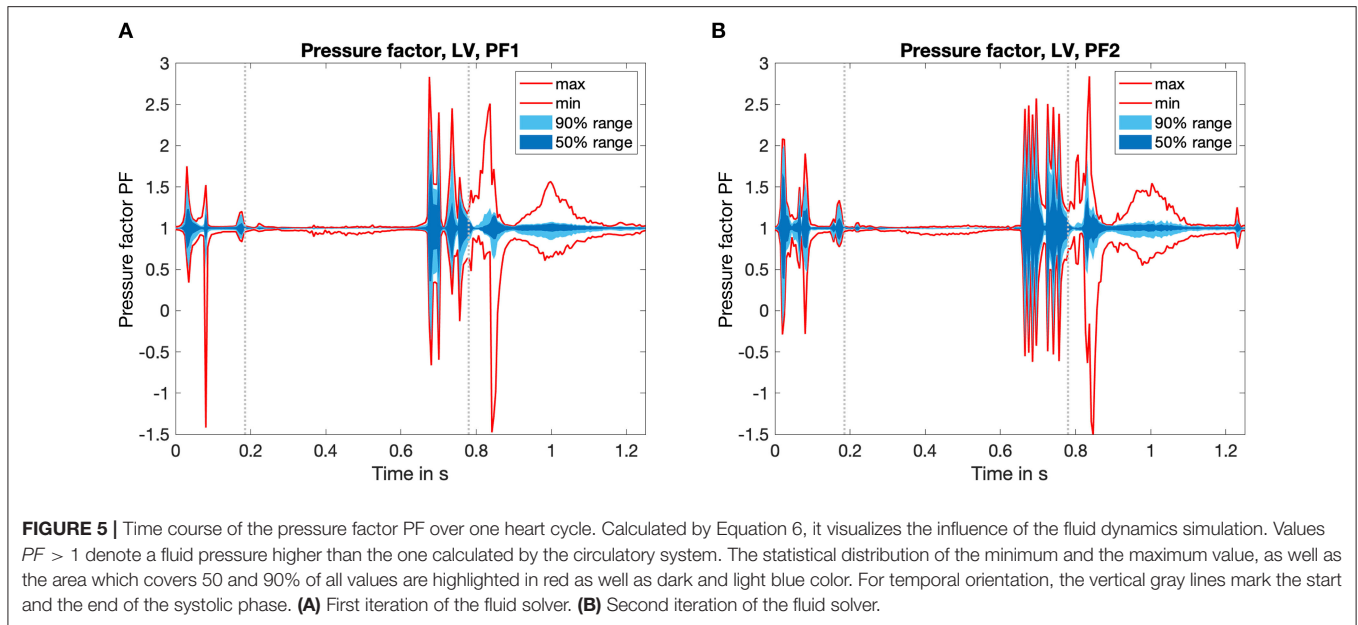 A
Pressure factor, LV, PF1
Pressure factor PF
3
2.5
2
1.5
1
0.5
0
-0.5
-1
-1.5
max
min
90% range
50% range
0 0.2 0.4 0.6 0.8 1 1.2
Time in s
B
Pressure factor, LV, PF2
Pressure factor PF
3
2.5
2
1.5
1
0.5
0
-0.5
-1
-1.5
max
min
90% range
50% range
0 0.2 0.4 0.6 0.8 1 1.2
Time in s
FIGURE 5 | Time course of the pressure factor PF over one heart cycle. Calculated by Equation 6, it visualizes the influence of the fluid dynamics simulation. Values
PF > 1 denote a fluid pressure higher than the one calculated by the circulatory system. The statistical distribution of the minimum and the maximum value, as well as
the area which covers 50 and 90% of all values are highlighted in red as well as dark and light blue color. For temporal orientation, the vertical gray lines mark the start
and the end of the systolic phase. (A) First iteration of the fluid solver. (B) Second iteration of the fluid solver.